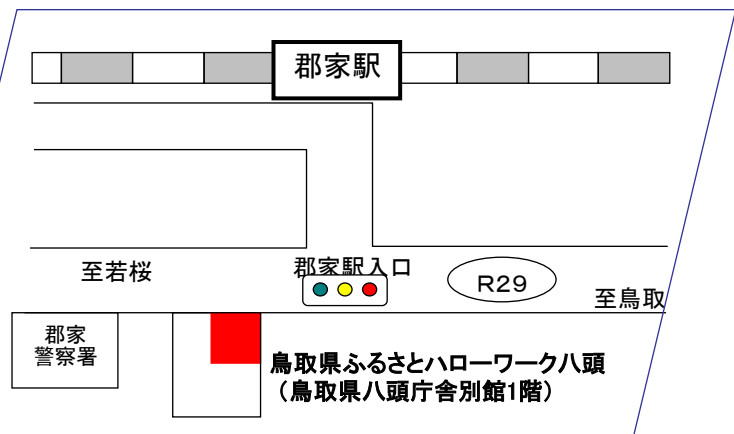 郡家駅
至若桜
郡家駅入口
R29
至鳥取
郡家
警察署
鳥取県ふるさとハローワーク八頭
（鳥取県八頭庁舎別館1階）